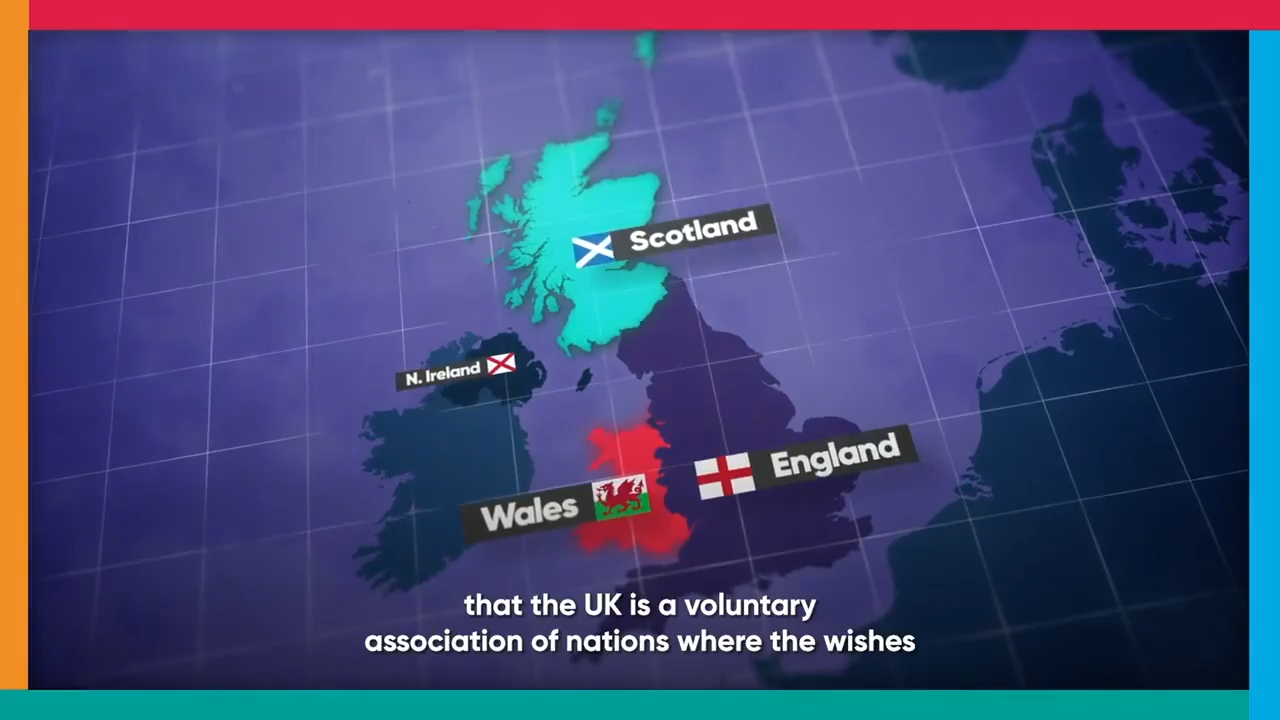 Scotland
N. Ireland
England
Wales
that the UK is a voluntary
association of nations where the wishes